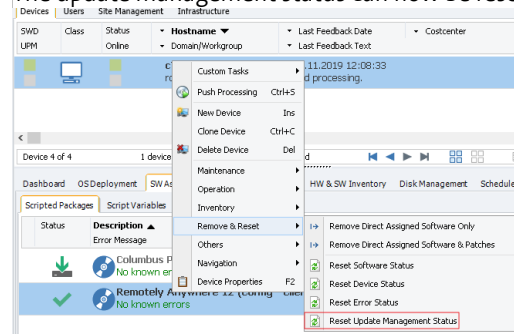 The update management status can now be rese
Devices Users Site Management Infrastructure
SWD Class Status Hostname Last Feedback Date Costcenter
UPM Online Domain/Workgroup Last Feedback Text
c .11.2019 12:08:33
ro d processing.
Custom Tasks
Push Processing Ctrl+S
New Device Ins
Clone Device Ctrl+C
Delete Device Del
Maintenance
Operation
Inventory
Remove & Reset
Others
Navigation
Device Properties F2
Device 4 of 4 1 device d
Dashboard OS Deployment SW As HW & SW Inventory Disk Management Schedule
Scripted Packages Script Variables
Status Description
Error Message
Columbus P
No known er
Remotely Anywhere 12 (Config Clie
No known errors
Remove Direct Assigned Software Only
Remove Direct Assigned Software & Patches
Reset Software Status
Reset Device Status
Reset Error Status
Reset Update Management Status